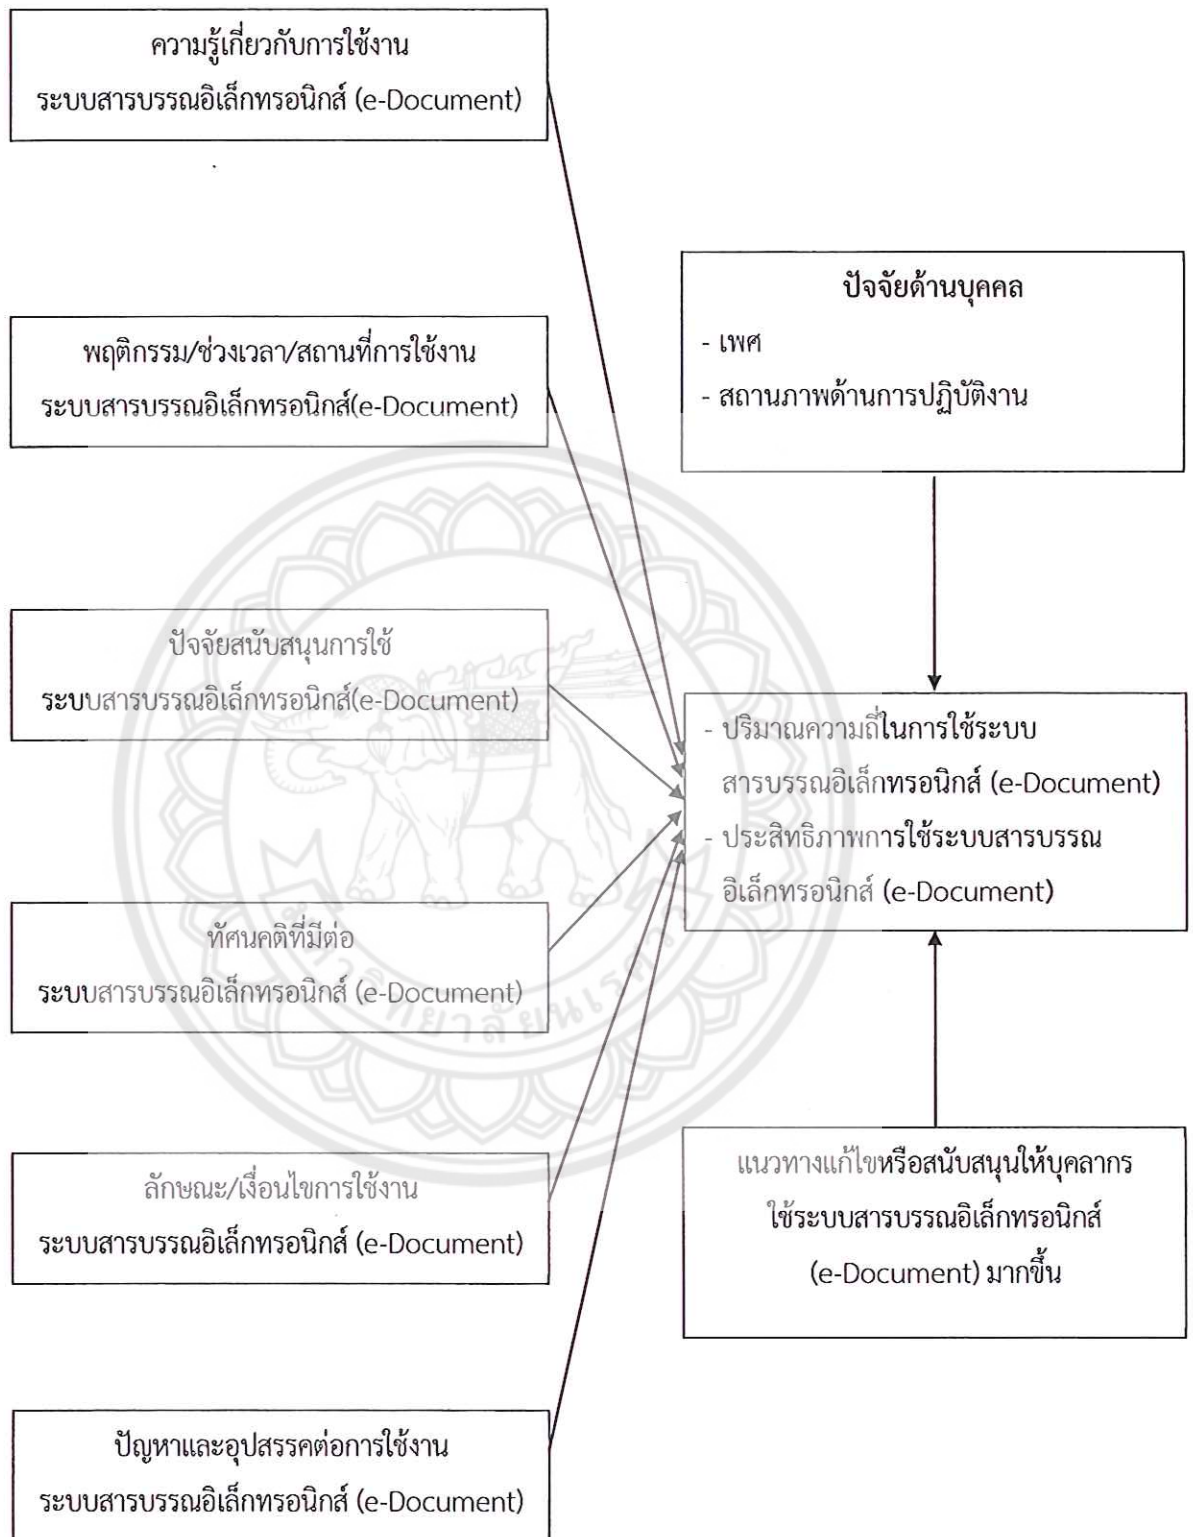 ความรู้เกี่ยวกับการใช้งาน
ระบบสารบรรณอิเล็กทรอนิกส์ (e-Document)
พฤติกรรม/ช่วงเวลา/สถานที่การใช้งาน
ระบบสารบรรณอิเล็กทรอนิกส์(e-Document)
ปัจจัยสนับสนุนการใช้
ระบบสารบรรณอิเล็กทรอนิกส์(e-Document)
ทัศนคติที่มีต่อ
ระบบสารบรรณอิเล็กทรอนิกส์ (e-Document)
ลักษณะ/เงื่อนไขการใช้งาน
ระบบสารบรรณอิเล็กทรอนิกส์ (e-Document)
ปัญหาและอุปสรรคต่อการใช้งาน
ระบบสารบรรณอิเล็กทรอนิกส์ (e-Document)
ปัจจัยด้านบุคคล
- เพศ
- สถานภาพด้านการปฏิบัติงาน
- ปริมาณความถี่ในการใช้ระบบ
สารบรรณอิเล็กทรอนิกส์ (e-Document)
- ประสิทธิภาพการใช้ระบบสารบรรณ
อิเล็กทรอนิกส์ (e-Document)
แนวทางแก้ไขหรือสนับสนุนให้บุคลากร
ใช้ระบบสารบรรณอิเล็กทรอนิกส์
(e-Document) มากขึ้น